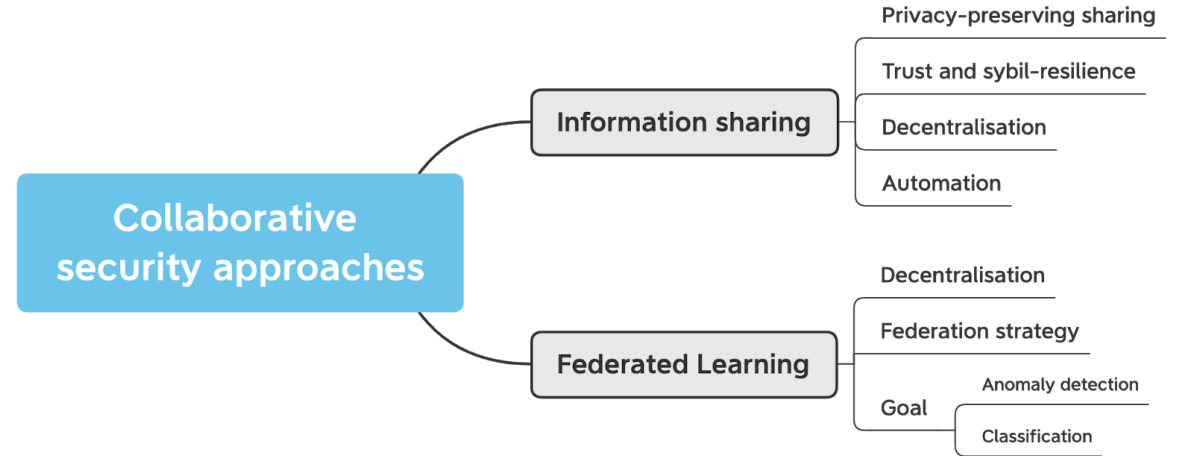 Collaborative
security approaches
Information sharing
Privacy-preserving sharing
Trust and sybil-resilience
Decentralisation
Automation
Federated Learning
Decentralisation
Federation strategy
Goal
Anomaly detection
Classification